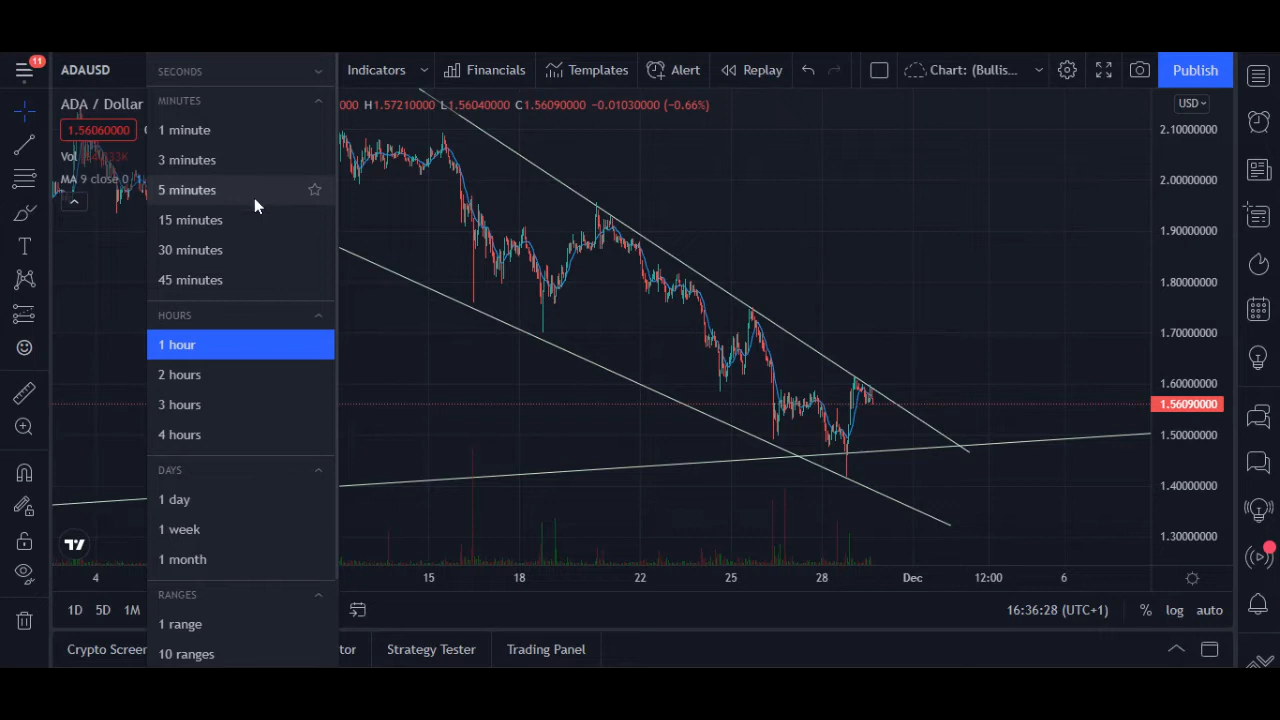 11
ADAUSD
SECONDS
Indicators
Financials
Templates
Alert
Replay
Chart: (Bullis...
Publish
MINUTES
ADA / Dollar
000 H1.57210000 L1.56040000 C1.56090000 −0.01030000 (−0.66%)
USD
1.56060000
1 minute
2.10000000
Vol
3 minutes
MA 9 close 0
5 minutes
2.00000000
15 minutes
1.90000000
30 minutes
45 minutes
1.80000000
HOURS
1.70000000
1 hour
2 hours
1.60000000
3 hours
1.56090000
4 hours
1.50000000
DAYS
1.40000000
1 day
1 week
1.30000000
1 month
4
15
18
22
25
28
Dec
12:00
6
RANGES
1D
5D
1M
16:36:28 (UTC+1)
%
log
auto
1 range
Crypto Screen
10 ranges
tor
Strategy Tester
Trading Panel